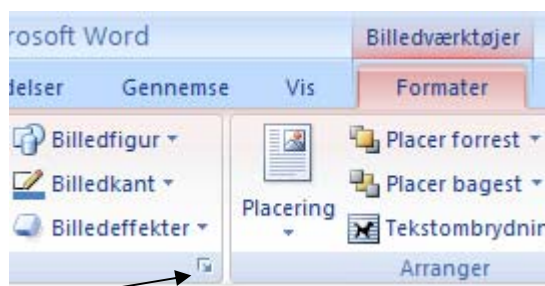 rosoft Word Billedværktøjer
delser Gennemse Vis Formater
Billedfigur
Billedkant
Billedeffekter
Placering
Placer forrest
Placer bagest
Tekstombrydnin
Arranger